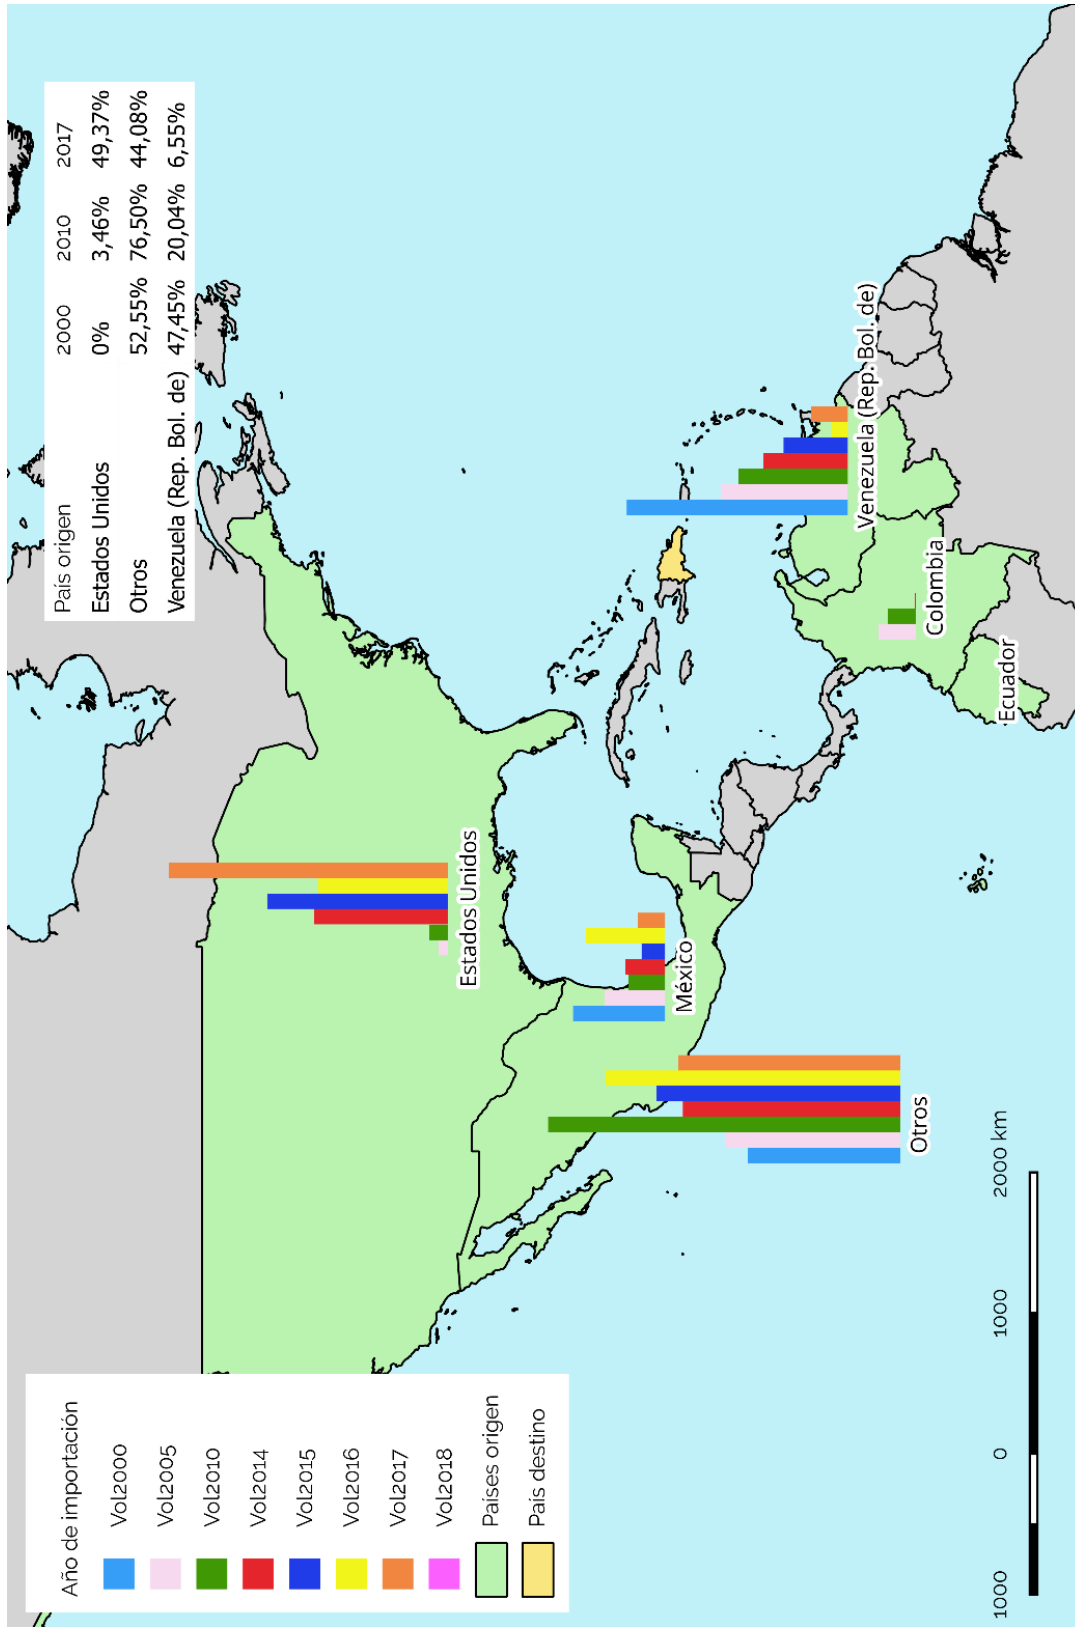 País origen 2000 2010 2017
Estados Unidos 0% 3,46% 49,37%
Otros 52,55% 76,50% 44,08%
Venezuela (Rep. Bol. de) 47,45% 20,04% 6,55%
Año de importación
Vol2000
Vol2005
Vol2010
Vol2014
Vol2015
Vol2016
Vol2017
Vol2018
Países origen
País destino
Estados Unidos
México
Otros
Venezuela (Rep. Bol. de)
Colombia
Ecuador
1000 0 1000 2000 km